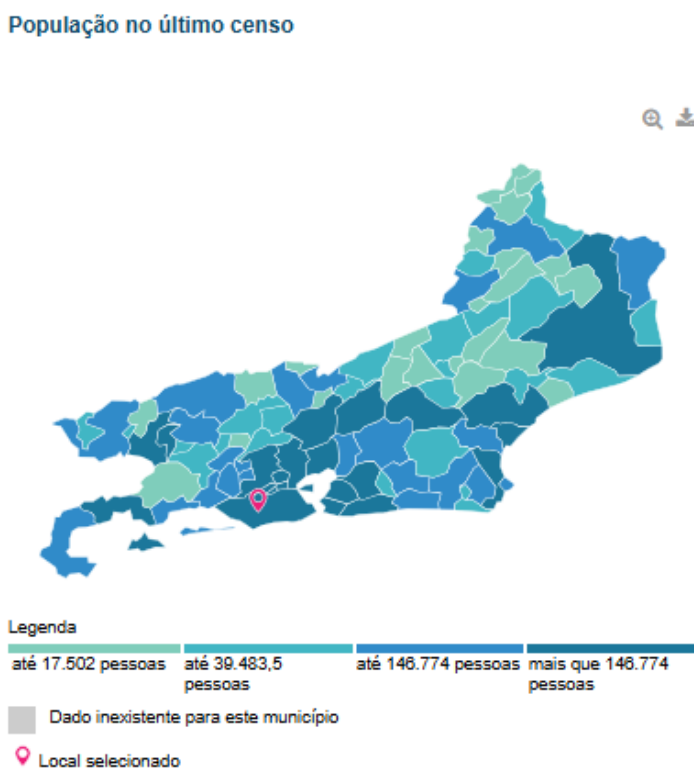 População no último censo
Legenda
até 17.502 pessoas
até 39.483,5
pessoas
até 146.774 pessoas
mais que 146.774
pessoas
Dado inexistente para este município
Local selecionado